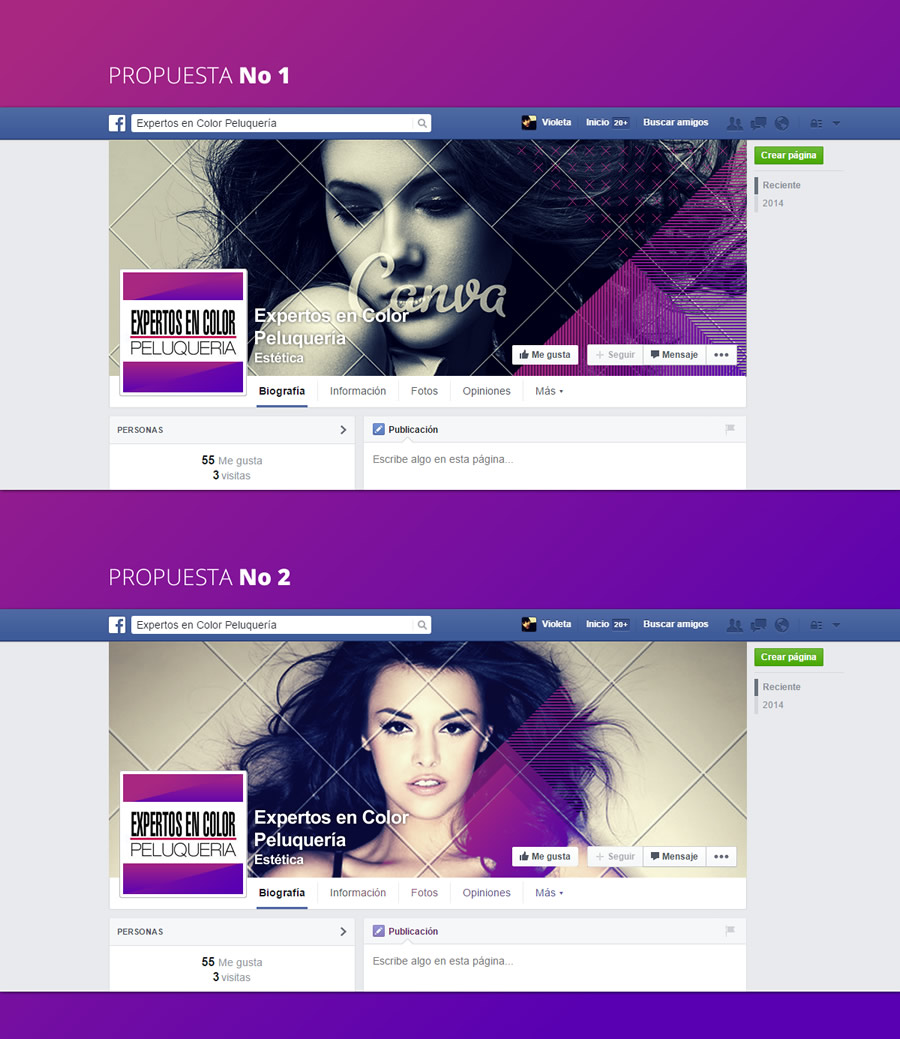 PROPUESTA No 1
Expertos en Color Peluquería
Violeta Inicio 20+ Buscar amigos
Crear página
Reciente
2014
Canva
EXPERTOS EN COLOR
PELUQUERIA
Expertos en Color
Peluquería
Estética
Me gusta Seguir Mensaje
Biografía Información Fotos Opiniones Más
PERSONAS
55 Me gusta
3 visitas
Publicación
Escribe algo en esta página...
PROPUESTA No 2
Expertos en Color Peluquería
Violeta Inicio 20+ Buscar amigos
Crear página
Reciente
2014
EXPERTOS EN COLOR
PELUQUERIA
Expertos en Color
Peluquería
Estética
Me gusta Seguir Mensaje
Biografía Información Fotos Opiniones Más
PERSONAS
55 Me gusta
3 visitas
Publicación
Escribe algo en esta página...